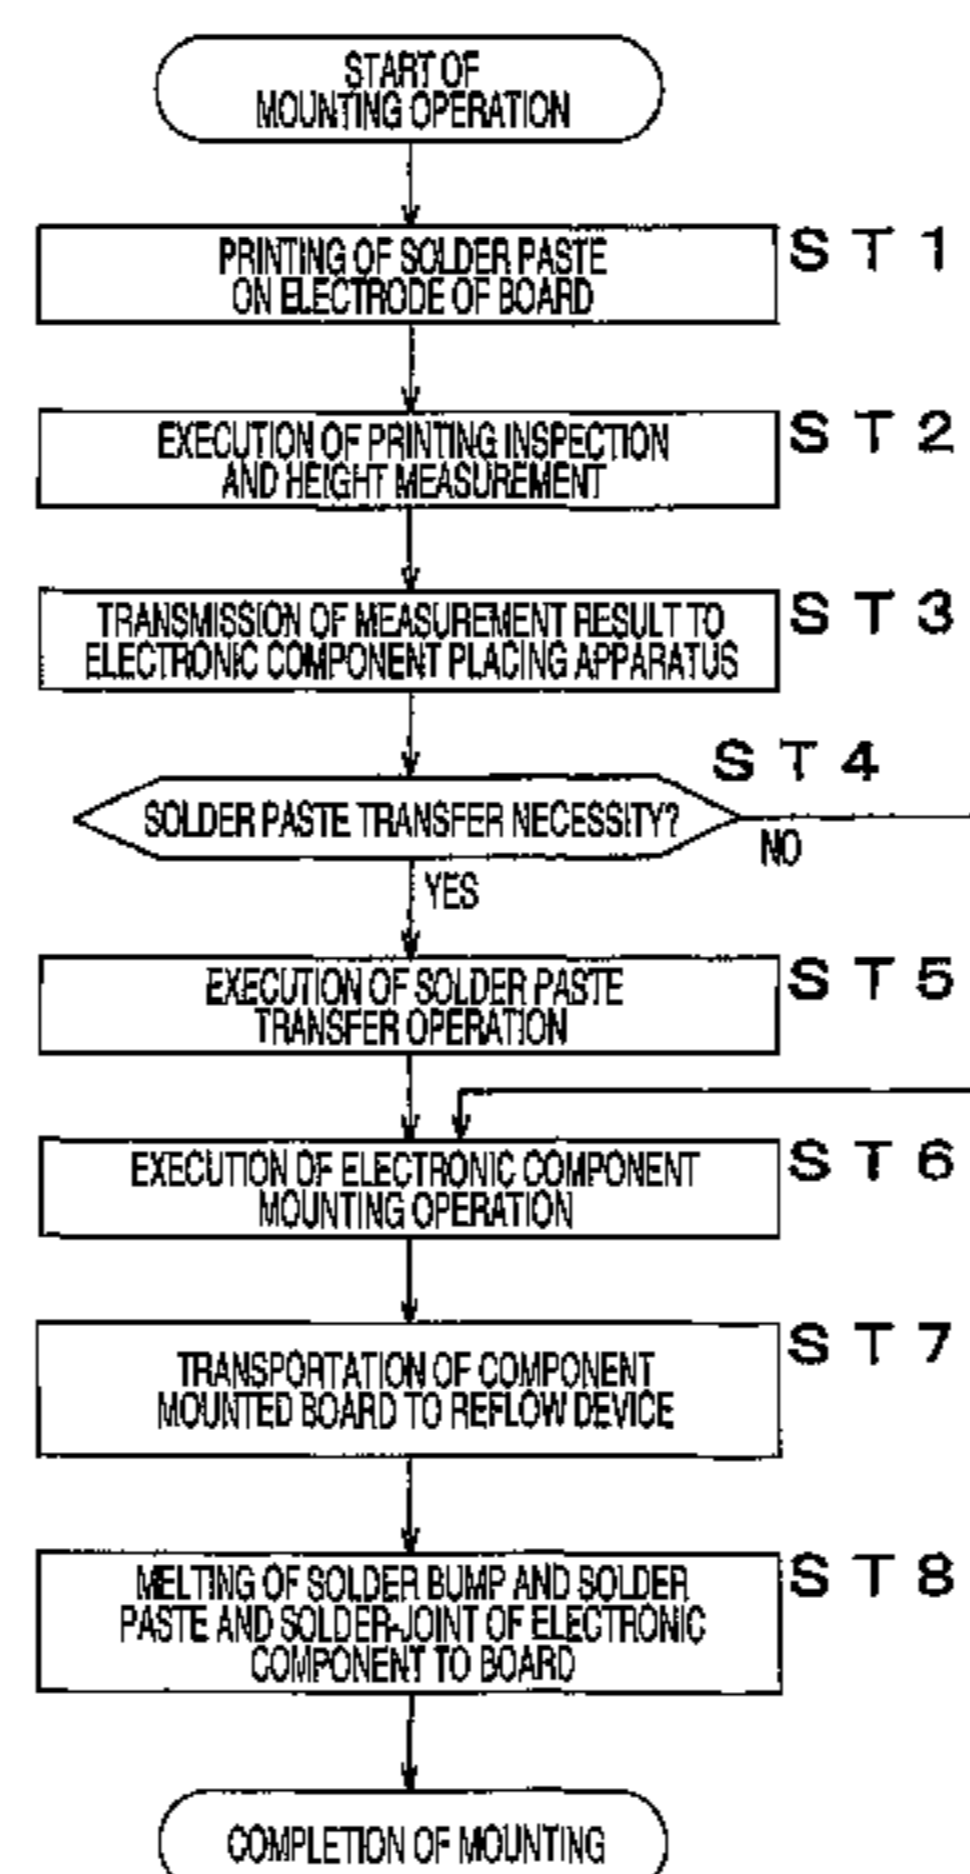 START OF
MOUNTING OPERATION
PRINTING OF SOLDER PASTE
ON ELECTRODE OF BOARD
ST1
EXECUTION OF PRINTING INSPECTION
AND HEIGHT MEASUREMENT
ST2
TRANSMISSION OF MEASUREMENT RESULT TO
ELECTRONIC COMPONENT PLACING APPARATUS
ST3
ST4
SOLDER PASTE TRANSFER NECESSITY?
NO
YES
EXECUTION OF SOLDER PASTE
TRANSFER OPERATION
ST5
EXECUTION OF ELECTRONIC COMPONENT
MOUNTING OPERATION
ST6
TRANSPORTATION OF COMPONENT
MOUNTED BOARD TO REFLOW DEVICE
ST7
MELTING OF SOLDER BUMP AND SOLDER
PASTE AND SOLDER-JOINT OF ELECTRONIC
COMPONENT TO BOARD
ST8
COMPLETION OF MOUNTING